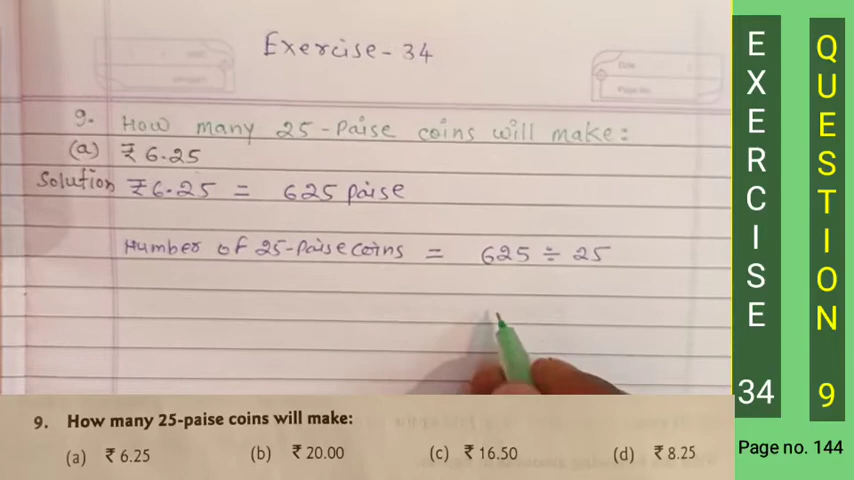 Exercise - 34
9. How many 25-Paise coins will make:
(a) ₹ 6.25
Solution ₹6.25 = 625 paise
Number of 25-Paise coins = 625 ÷ 25
9. How many 25-paise coins will make:
(a) ₹ 6.25 (b) ₹ 20.00 (c) ₹ 16.50 (d) ₹ 8.25
EXERCISE 34
QUESTION 9
Page no. 144